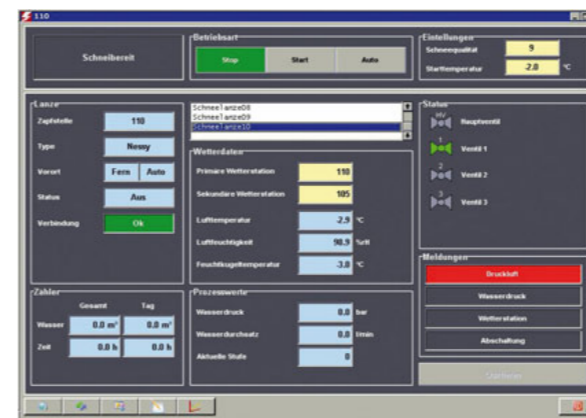 110
Schneibereit
Betriebsart
Stop Start Auto
Einstellungen
Schneequalität 9
Starttemperatur -2.0 °C
Lanze
Zapfstelle 110
Type Nessy
Vorort Fern Auto
Status Aus
Verbindung Ok
Schneelanze08
Schneelanze09
Schneelanze10
Wetterdaten
Primäre Wetterstation 110
Sekundäre Wetterstation 105
Lufttemperatur -2.9 °C
Luftfeuchtigkeit 98.9 %rH
Feuchtkugeltemperatur -3.0 °C
Status
HV Hauptventil
1 Ventil 1
2 Ventil 2
3 Ventil 3
Zähler
Gesamt Tag
Wasser 0.0 m³ 0.0 m³
Zeit 0.0 h 0.0 h
Prozesswerte
Wasserdruck 0.0 bar
Wasserdurchsatz 0.0 l/min
Aktuelle Stufe 0
Meldungen
Druckluft
Wasserdruck
Wetterstation
Abschaltung